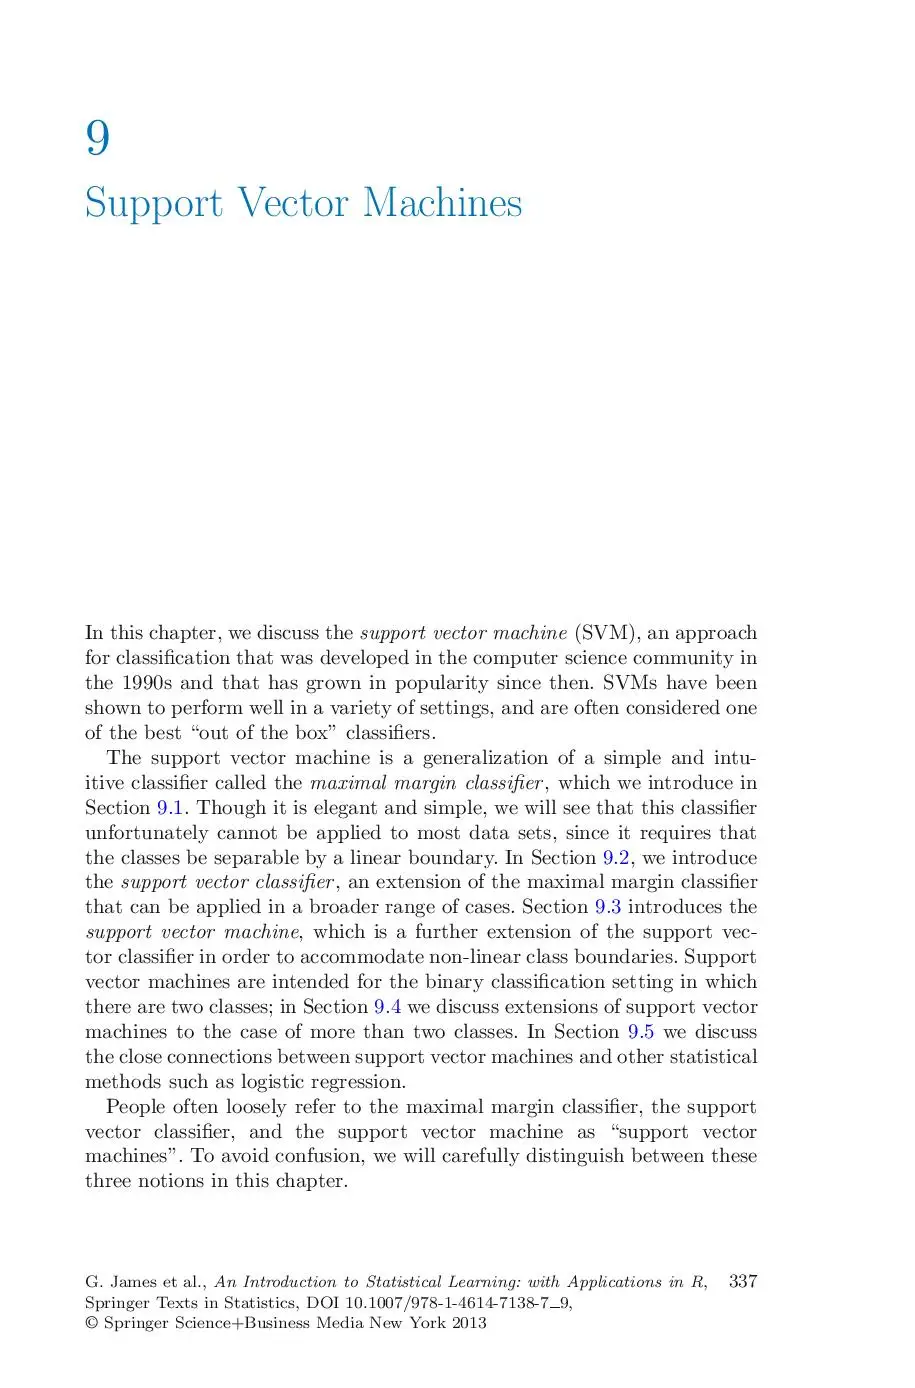 9
Support Vector Machines
In this chapter, we discuss the support vector machine (SVM), an approach
for classification that was developed in the computer science community in
the 1990s and that has grown in popularity since then. SVMs have been
shown to perform well in a variety of settings, and are often considered one
of the best “out of the box” classifiers.
The support vector machine is a generalization of a simple and intu-
itive classifier called the maximal margin classifier, which we introduce in
Section 9.1. Though it is elegant and simple, we will see that this classifier
unfortunately cannot be applied to most data sets, since it requires that
the classes be separable by a linear boundary. In Section 9.2, we introduce
the support vector classifier, an extension of the maximal margin classifier
that can be applied in a broader range of cases. Section 9.3 introduces the
support vector machine, which is a further extension of the support vec-
tor classifier in order to accommodate non-linear class boundaries. Support
vector machines are intended for the binary classification setting in which
there are two classes; in Section 9.4 we discuss extensions of support vector
machines to the case of more than two classes. In Section 9.5 we discuss
the close connections between support vector machines and other statistical
methods such as logistic regression.
People often loosely refer to the maximal margin classifier, the support
vector classifier, and the support vector machine as “support vector
machines”. To avoid confusion, we will carefully distinguish between these
three notions in this chapter.
G. James et al., An Introduction to Statistical Learning: with Applications in R, 337
Springer Texts in Statistics, DOI 10.1007/978-1-4614-7138-7_9,
© Springer Science+Business Media New York 2013